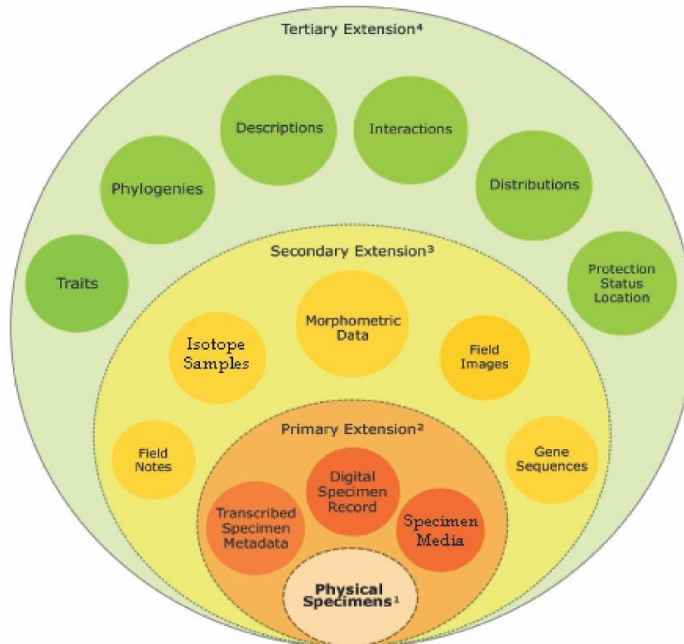 Tertiary Extension⁴
Descriptions
Interactions
Phylogenies
Distributions
Traits
Protection
Status
Location
Secondary Extension³
Morphometric
Data
Isotope
Samples
Field
Images
Field
Notes
Gene
Sequences
Primary Extension²
Digital
Specimen
Record
Transcribed
Specimen
Metadata
Specimen
Media
Physical
Specimens¹